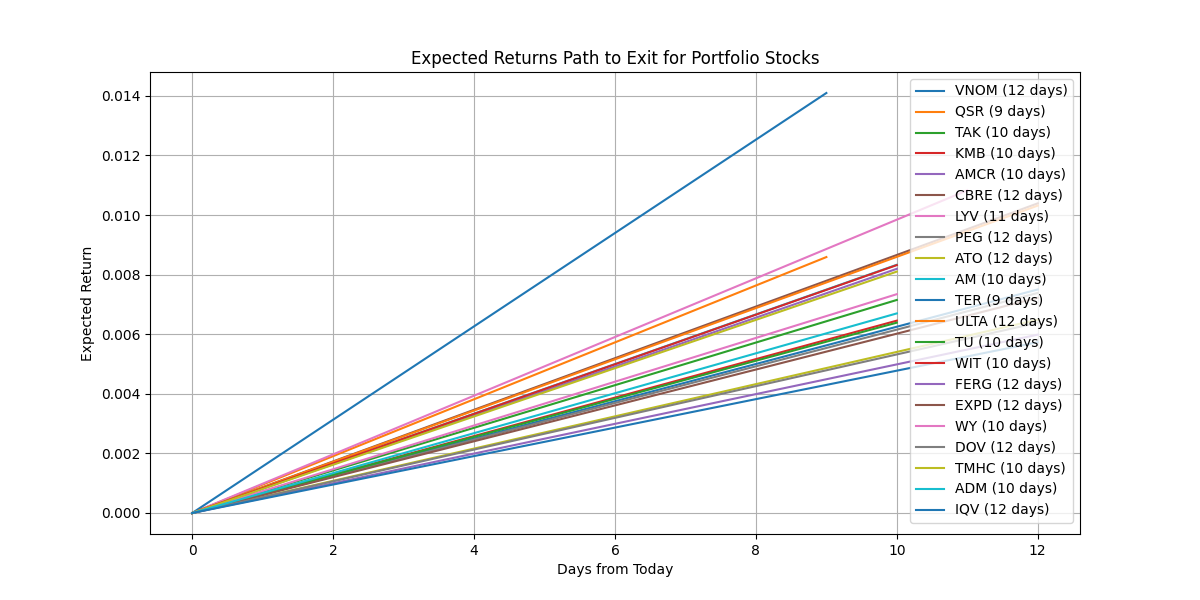 Expected Returns Path to Exit for Portfolio Stocks
Expected Return
0.014
0.012
0.010
0.008
0.006
0.004
0.002
0.000
0 2 4 6 8 10 12
Days from Today
VNOM (12 days)
QSR (9 days)
TAK (10 days)
KMB (10 days)
AMCR (10 days)
CBRE (12 days)
LYV (11 days)
PEG (12 days)
ATO (12 days)
AM (10 days)
TER (9 days)
ULTA (12 days)
TU (10 days)
WIT (10 days)
FERG (12 days)
EXPD (12 days)
WY (10 days)
DOV (12 days)
TMHC (10 days)
ADM (10 days)
IQV (12 days)